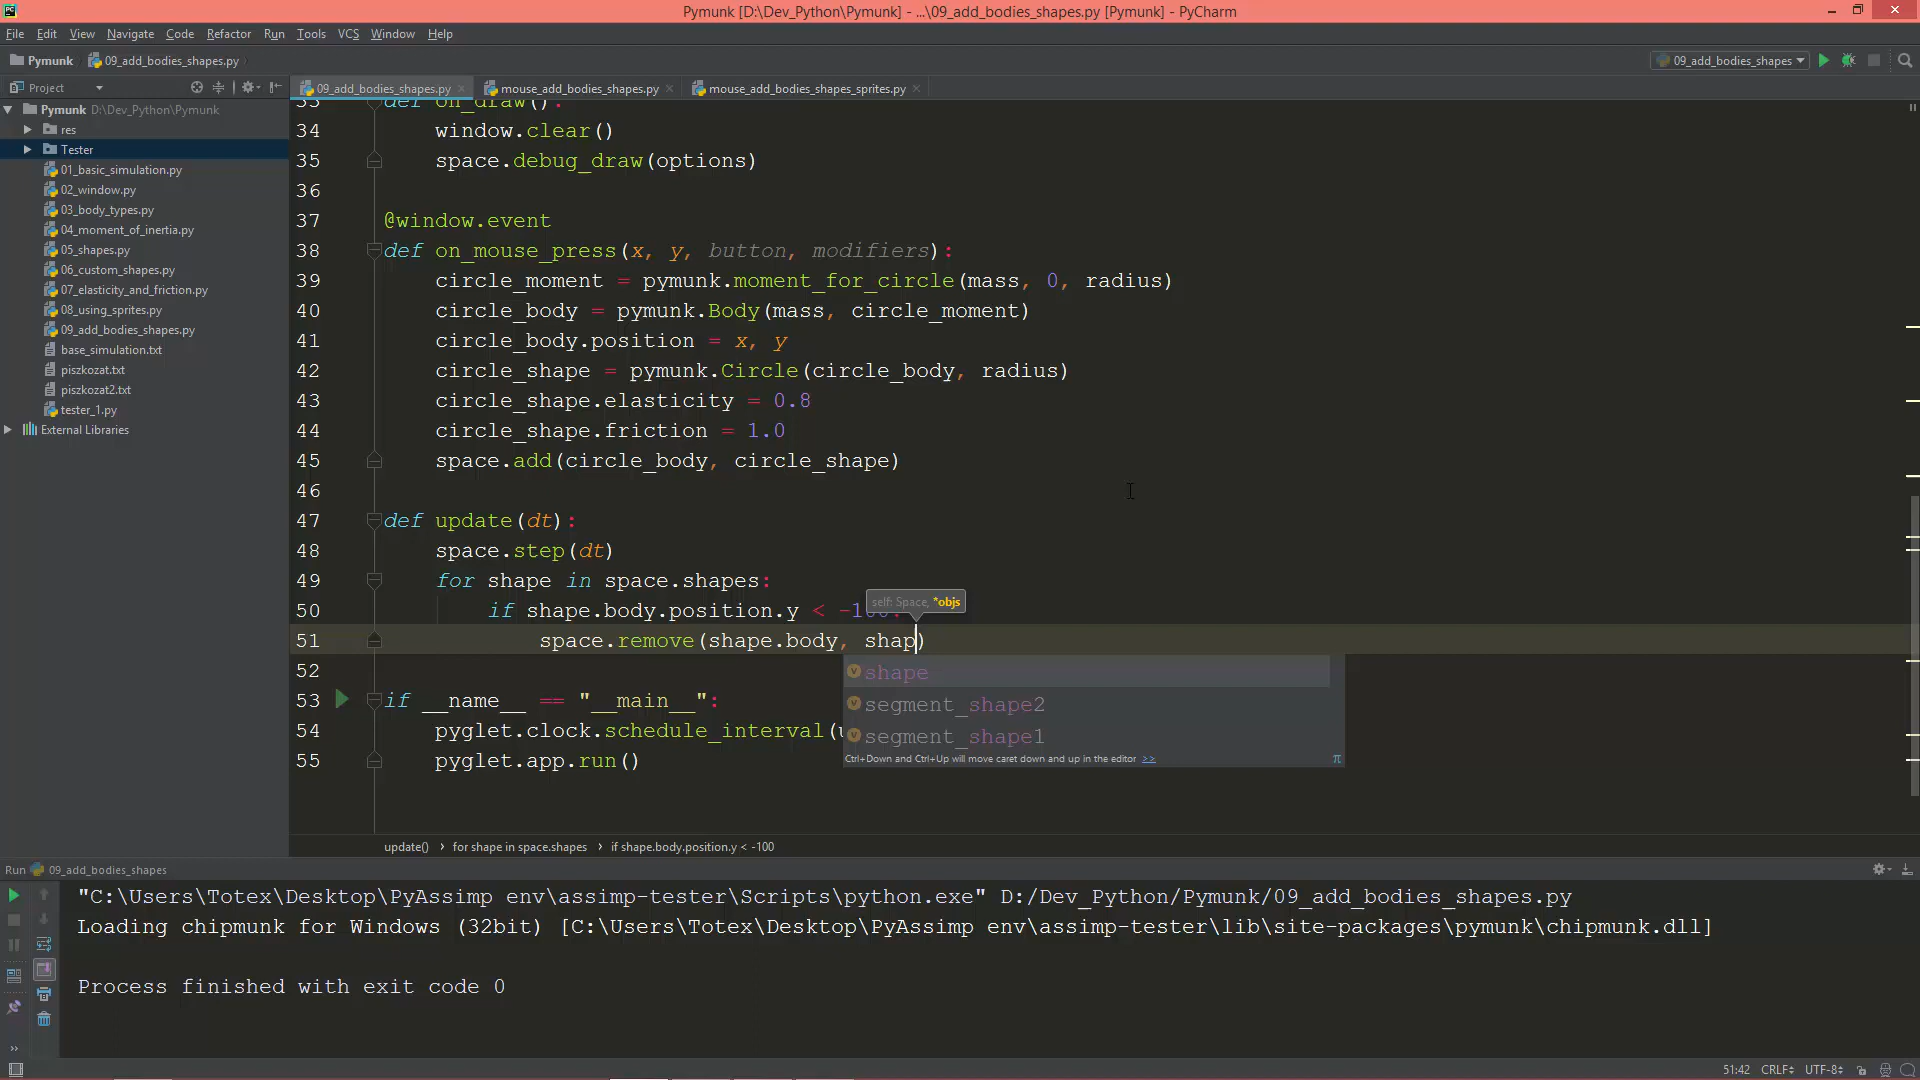 Pymunk [D:\Dev_Python\Pymunk] - ...\09_add_bodies_shapes.py [Pymunk] - PyCharm
File Edit View Navigate Code Refactor Run Tools VCS Window Help
Pymunk 09_add_bodies_shapes.py 09_add_bodies_shapes
Project 09_add_bodies_shapes.py mouse_add_bodies_shapes.py mouse_add_bodies_shapes_sprites.py
Pymunk D:\Dev_Python\Pymunk
res
Tester
01_basic_simulation.py
02_window.py
03_body_types.py
04_moment_of_inertia.py
05_shapes.py
06_custom_shapes.py
07_elasticity_and_friction.py
08_using_sprites.py
09_add_bodies_shapes.py
base_simulation.txt
piszkozat.txt
piszkozat2.txt
tester_1.py
External Libraries
33 def on_draw():
34 window.clear()
35 space.debug_draw(options)
36
37 @window.event
38 def on_mouse_press(x, y, button, modifiers):
39 circle_moment = pymunk.moment_for_circle(mass, 0, radius)
40 circle_body = pymunk.Body(mass, circle_moment)
41 circle_body.position = x, y
42 circle_shape = pymunk.Circle(circle_body, radius)
43 circle_shape.elasticity = 0.8
44 circle_shape.friction = 1.0
45 space.add(circle_body, circle_shape)
46
47 def update(dt):
48 space.step(dt)
49 for shape in space.shapes:
self: Space, *objs
50 if shape.body.position.y < -100:
51 space.remove(shape.body, shap)
52
shape
segment_shape2
segment_shape1
Ctrl+Down and Ctrl+Up will move caret down and up in the editor >>
53 if __name__ == "__main__":
54 pyglet.clock.schedule_interval(
55 pyglet.app.run()
update() for shape in space.shapes if shape.body.position.y < -100
Run 09_add_bodies_shapes
"C:\Users\Totex\Desktop\PyAssimp env\assimp-tester\Scripts\python.exe" D:/Dev_Python/Pymunk/09_add_bodies_shapes.py
Loading chipmunk for Windows (32bit) [C:\Users\Totex\Desktop\PyAssimp env\assimp-tester\lib\site-packages\pymunk\chipmunk.dll]
Process finished with exit code 0
51:42 CRLF UTF-8